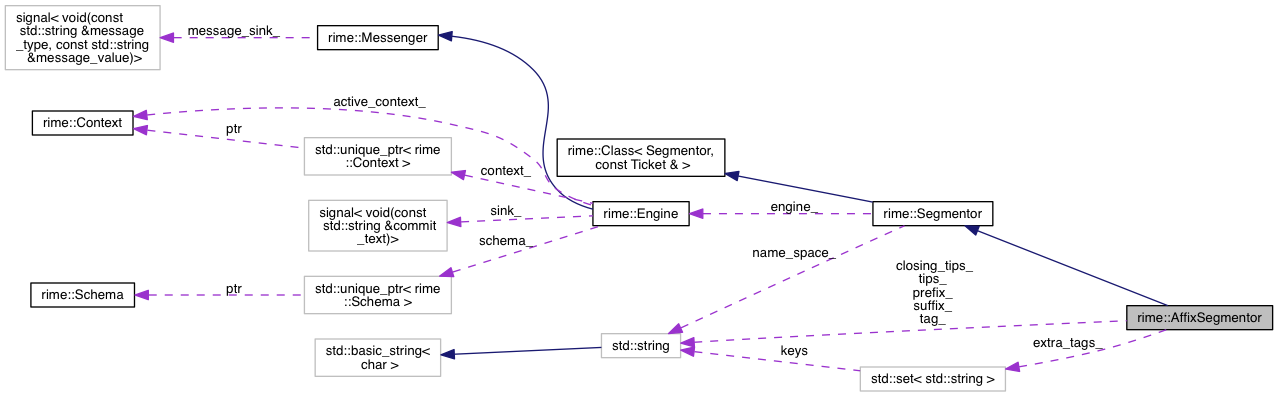 signal< void(const
std::string &message
_type, const std::string
&message_value)>
message_sink_
rime::Messenger
active_context_
rime::Context
ptr
std::unique_ptr< rime
::Context >
context_
rime::Class< Segmentor,
const Ticket & >
signal< void(const
std::string &commit
_text)>
sink_
rime::Engine
engine_
rime::Segmentor
schema_
name_space_
rime::Schema
ptr
std::unique_ptr< rime
::Schema >
closing_tips_
tips_
prefix_
suffix_
tag_
rime::AffixSegmentor
std::basic_string<
char >
std::string
keys
extra_tags_
std::set< std::string >